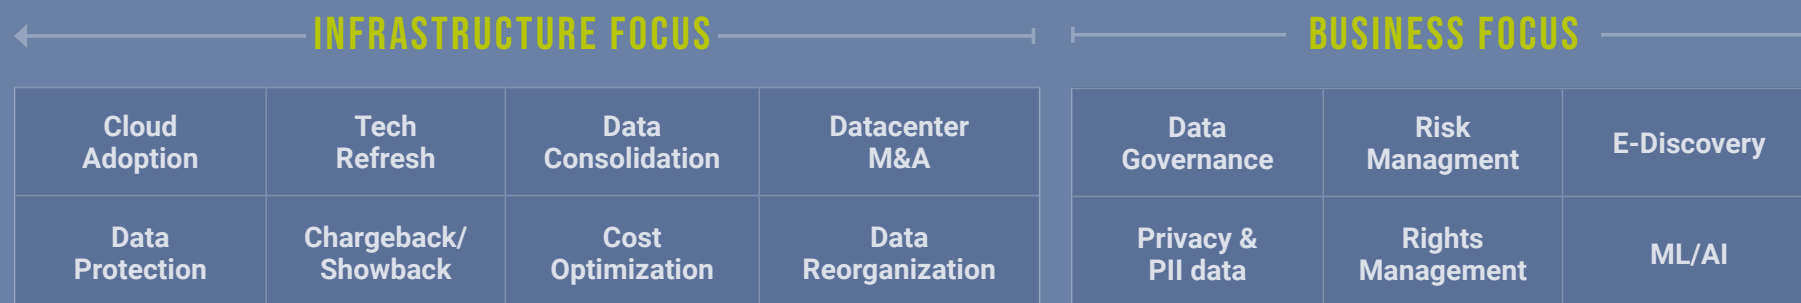 INFRASTRUCTURE FOCUS
BUSINESS FOCUS
Cloud
Adoption
Tech
Refresh
Data
Consolidation
Datacenter
M&A
Data
Governance
Risk
Managment
E-Discovery
Data
Protection
Chargeback/
Showback
Cost
Optimization
Data
Reorganization
Privacy &
PII data
Rights
Management
ML/AI